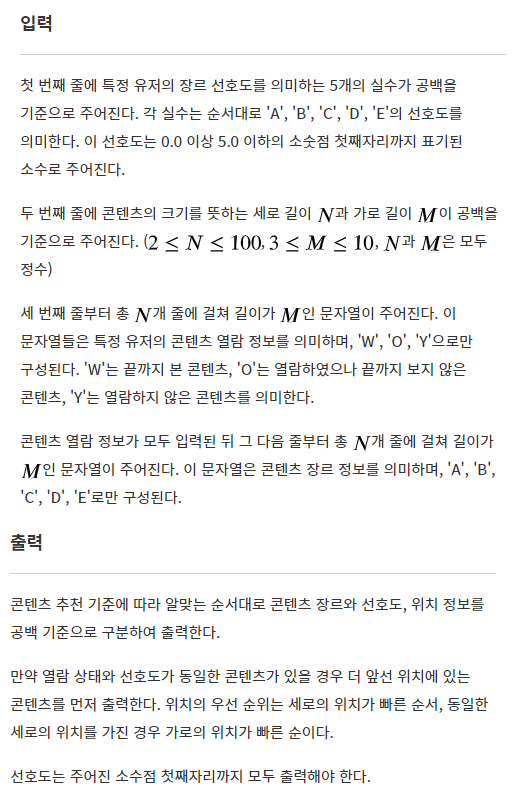 입력
첫 번째 줄에 특정 유저의 장르 선호도를 의미하는 5개의 실수가 공백을
기준으로 주어진다. 각 실수는 순서대로 'A', 'B', 'C', 'D', 'E'의 선호도를
의미한다. 이 선호도는 0.0 이상 5.0 이하의 소숫점 첫째자리까지 표기된
소수로 주어진다.
두 번째 줄에 콘텐츠의 크기를 뜻하는 세로 길이 N과 가로 길이 M이 공백을
기준으로 주어진다. (2 ≤ N ≤ 100, 3 ≤ M ≤ 10, N과 M은 모두
정수)
세 번째 줄부터 총 N개 줄에 걸쳐 길이가 M인 문자열이 주어진다. 이
문자열들은 특정 유저의 콘텐츠 열람 정보를 의미하며, 'W', 'O', 'Y'으로만
구성된다. 'W'는 끝까지 본 콘텐츠, 'O'는 열람하였으나 끝까지 보지 않은
콘텐츠, 'Y'는 열람하지 않은 콘텐츠를 의미한다.
콘텐츠 열람 정보가 모두 입력된 뒤 그 다음 줄부터 총 N개 줄에 걸쳐 길이가
M인 문자열이 주어진다. 이 문자열은 콘텐츠 장르 정보를 의미하며, 'A', 'B',
'C', 'D', 'E'로만 구성된다.
출력
콘텐츠 추천 기준에 따라 알맞는 순서대로 콘텐츠 장르와 선호도, 위치 정보를
공백 기준으로 구분하여 출력한다.
만약 열람 상태와 선호도가 동일한 콘텐츠가 있을 경우 더 앞선 위치에 있는
콘텐츠를 먼저 출력한다. 위치의 우선 순위는 세로의 위치가 빠른 순서, 동일한
세로의 위치를 가진 경우 가로의 위치가 빠른 순이다.
선호도는 주어진 소수점 첫째자리까지 모두 출력해야 한다.